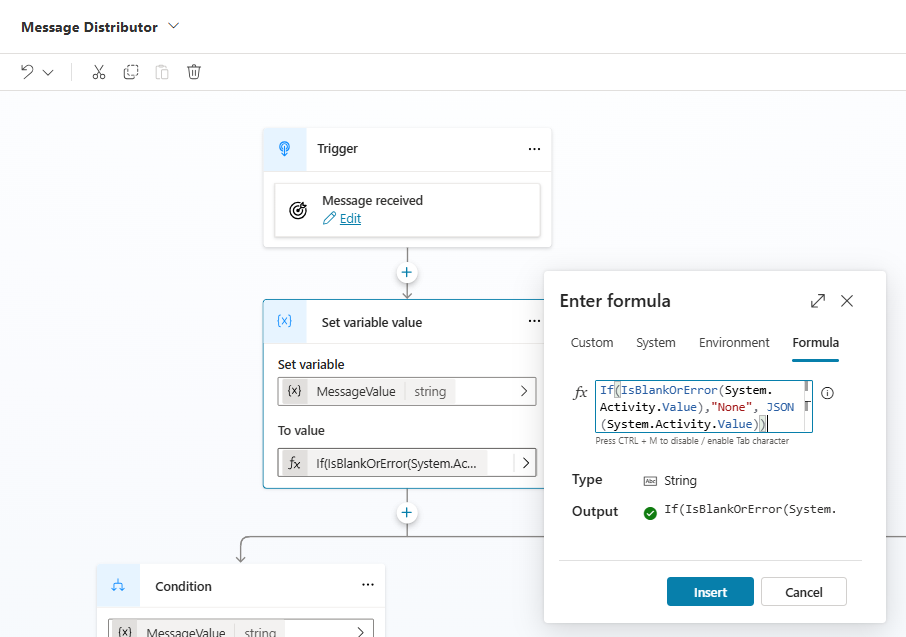 Message Distributor
Trigger
Message received
Edit
{x} Set variable value
Set variable
{x} MessageValue string
To value
fx If(IsBlankOrError(System.Ac...
Condition
{x} MessageValue string
Enter formula
Custom System Environment Formula
fx If(IsBlankOrError(System.
Activity.Value),"None", JSON
(System.Activity.Value))
Press CTRL + M to disable / enable Tab character
Type Abc String
Output If(IsBlankOrError(System.
Insert Cancel